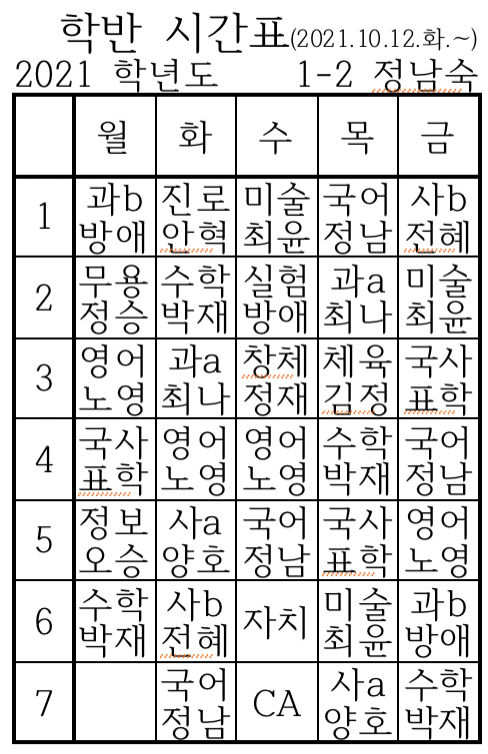 학반 시간표(2021.10.12.화.~)
2021 학년도 1-2 정남숙
월 화 수 목 금
1 과b 진로 미술 국어 사b
방애 안혁 최윤 정남 전혜
2 무용 수학 실험 과a 미술
정승 박재 방애 최나 최윤
3 영어 과a 창체 체육 국사
노영 최나 정재 김정 표학
4 국사 영어 영어 수학 국어
표학 노영 노영 박재 정남
5 정보 사a 국어 국사 영어
오승 양호 정남 표학 노영
6 수학 사b 자치 미술 과b
박재 전혜 최윤 방애
7 국어 CA 사a 수학
정남 양호 박재